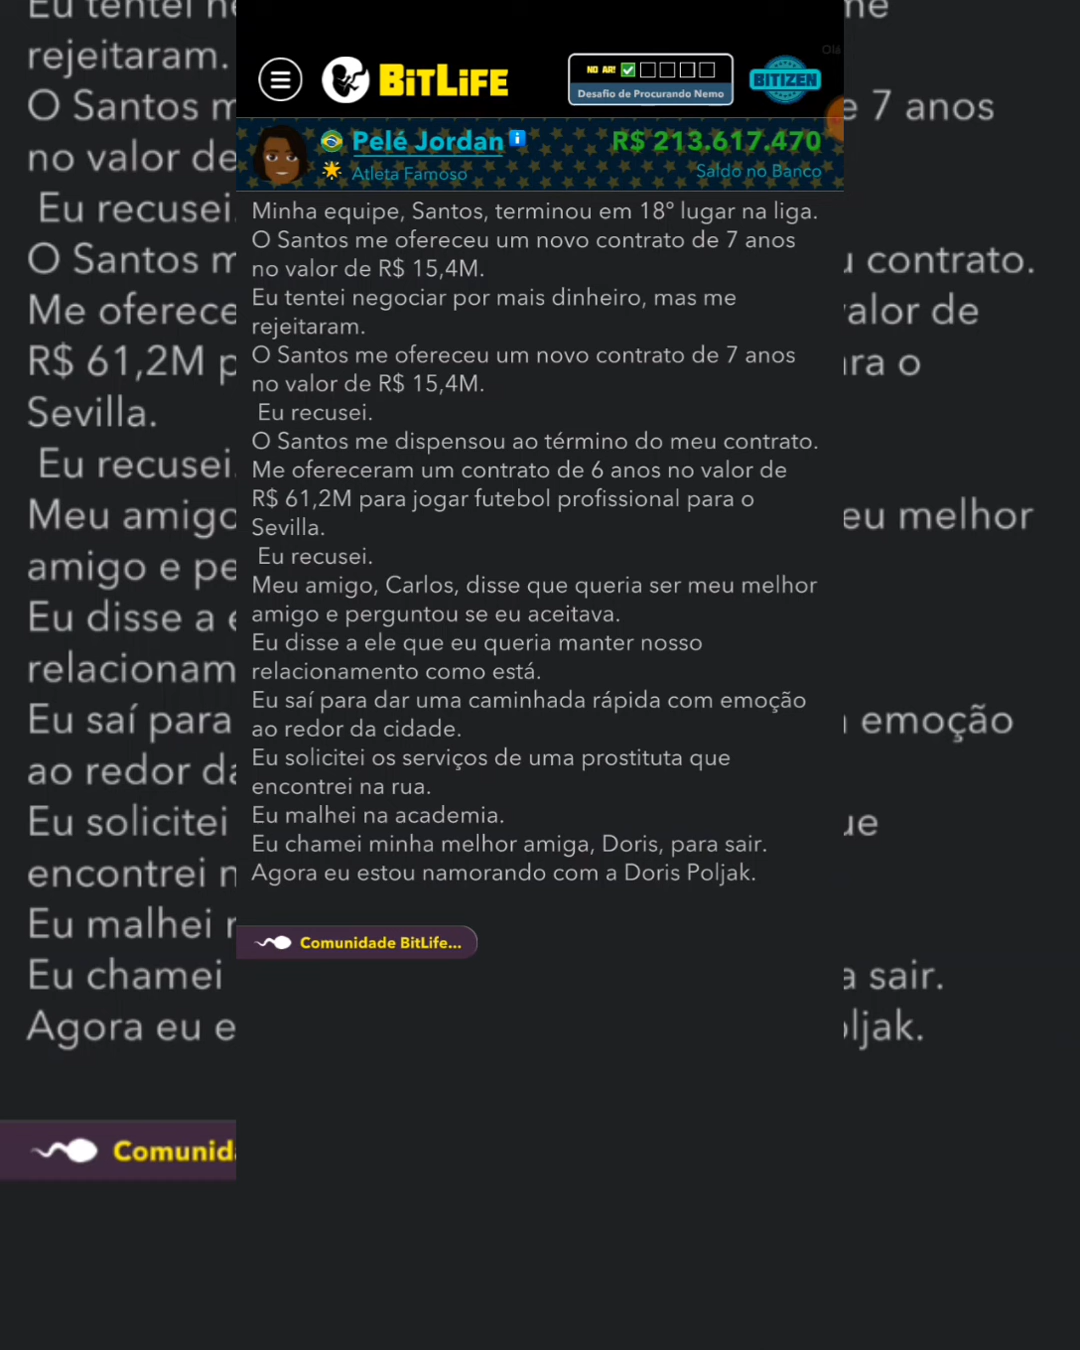 BitLife
NO AR!
Desafio de Procurando Nemo
BITIZEN
Pelé Jordan
R$ 213.617.470
Atleta Famoso
Saldo no Banco
Minha equipe, Santos, terminou em 18º lugar na liga.
O Santos me ofereceu um novo contrato de 7 anos
no valor de R$ 15,4M.
Eu tentei negociar por mais dinheiro, mas me
rejeitaram.
O Santos me ofereceu um novo contrato de 7 anos
no valor de R$ 15,4M.
Eu recusei.
O Santos me dispensou ao término do meu contrato.
Me ofereceram um contrato de 6 anos no valor de
R$ 61,2M para jogar futebol profissional para o
Sevilla.
Eu recusei.
Meu amigo, Carlos, disse que queria ser meu melhor
amigo e perguntou se eu aceitava.
Eu disse a ele que eu queria manter nosso
relacionamento como está.
Eu saí para dar uma caminhada rápida com emoção
ao redor da cidade.
Eu solicitei os serviços de uma prostituta que
encontrei na rua.
Eu malhei na academia.
Eu chamei minha melhor amiga, Doris, para sair.
Agora eu estou namorando com a Doris Poljak.
Comunidade BitLife...